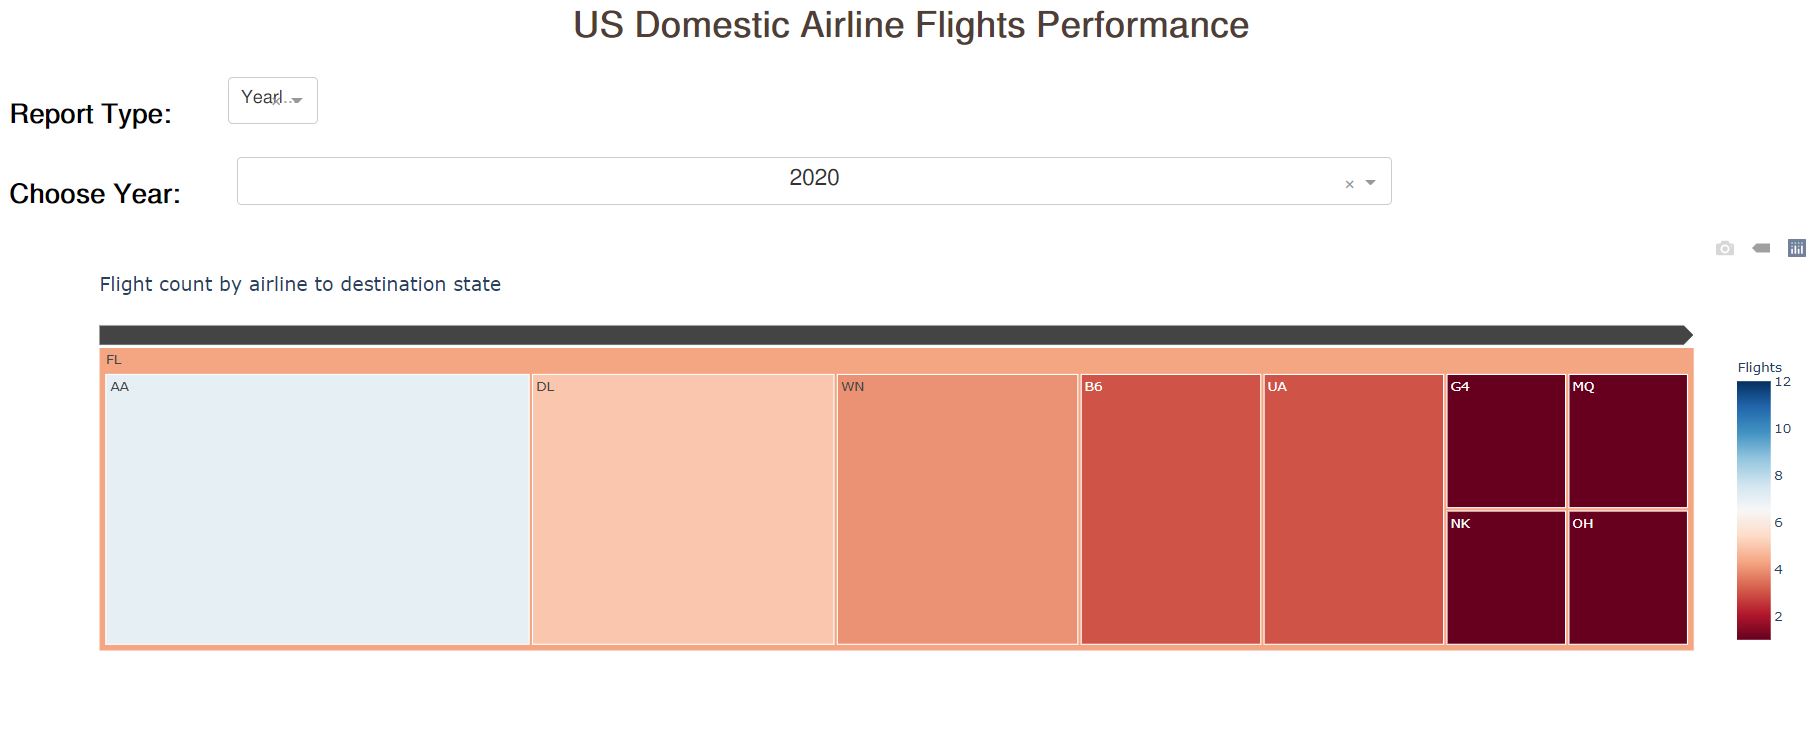 US Domestic Airline Flights Performance
Report Type:
Yearl...
Choose Year:
2020
×
Flight count by airline to destination state
FL
AA
DL
WN
B6
UA
G4
MQ
NK
OH
Flights
12
10
8
6
4
2